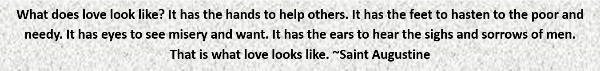 What does love look like? It has the hands to help others. It has the feet to hasten to the poor and
needy. It has eyes to see misery and want. It has the ears to hear the sighs and sorrows of men.
That is what love looks like. ~Saint Augustine